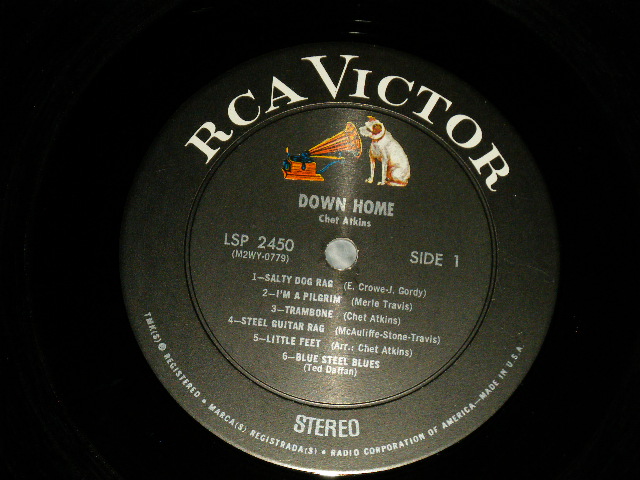 RCA VICTOR
DOWN HOME
Chet Atkins
LSP 2450
(M2WY-0779)
SIDE 1
1—SALTY DOG RAG (E. Crowe-J. Gordy)
2—I'M A PILGRIM (Merle Travis)
3—TRAMBONE (Chet Atkins)
4—STEEL GUITAR RAG (McAuliffe-Stone-Travis)
5—LITTLE FEET (Arr.: Chet Atkins)
6—BLUE STEEL BLUES
(Ted Daffan)
STEREO
TMK(S) ® REGISTERED • MARCA(S) REGISTRADA(S) • RADIO CORPORATION OF AMERICA—MADE IN U.S.A.